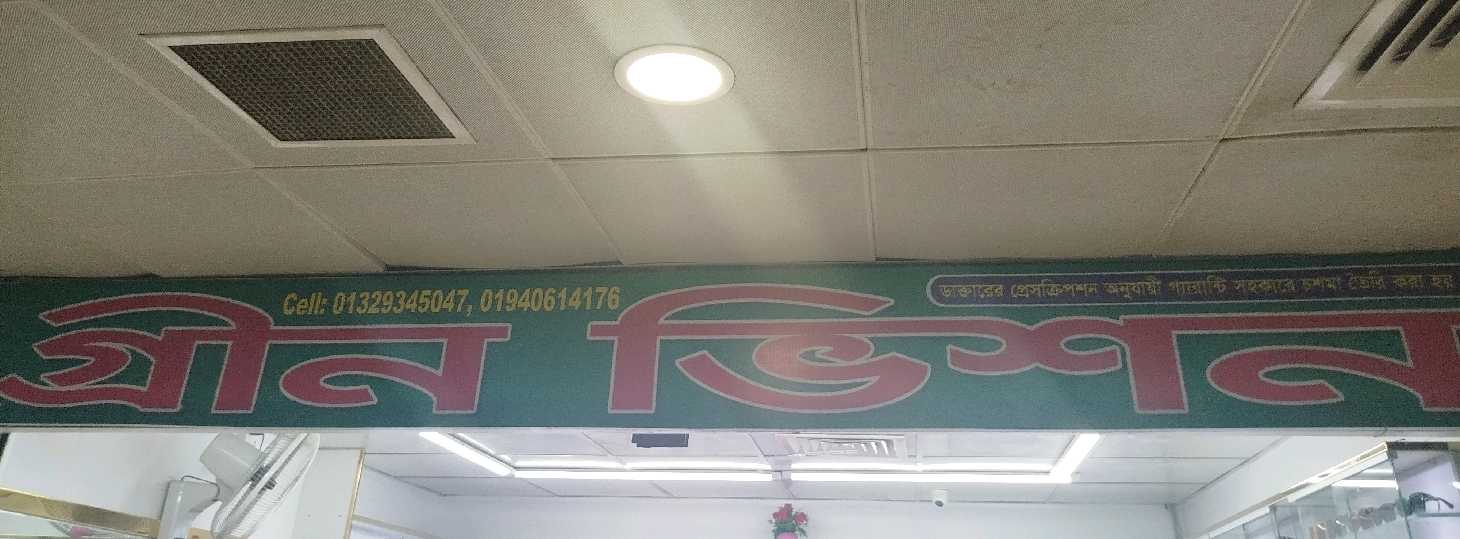 Cell: 01329345047, 01940614176
ডাক্তারের প্রেসক্রিপশন অনুযায়ী গ্যারান্টি সহকারে চশমা তৈরি করা হয়
গ্রীন ভিশন